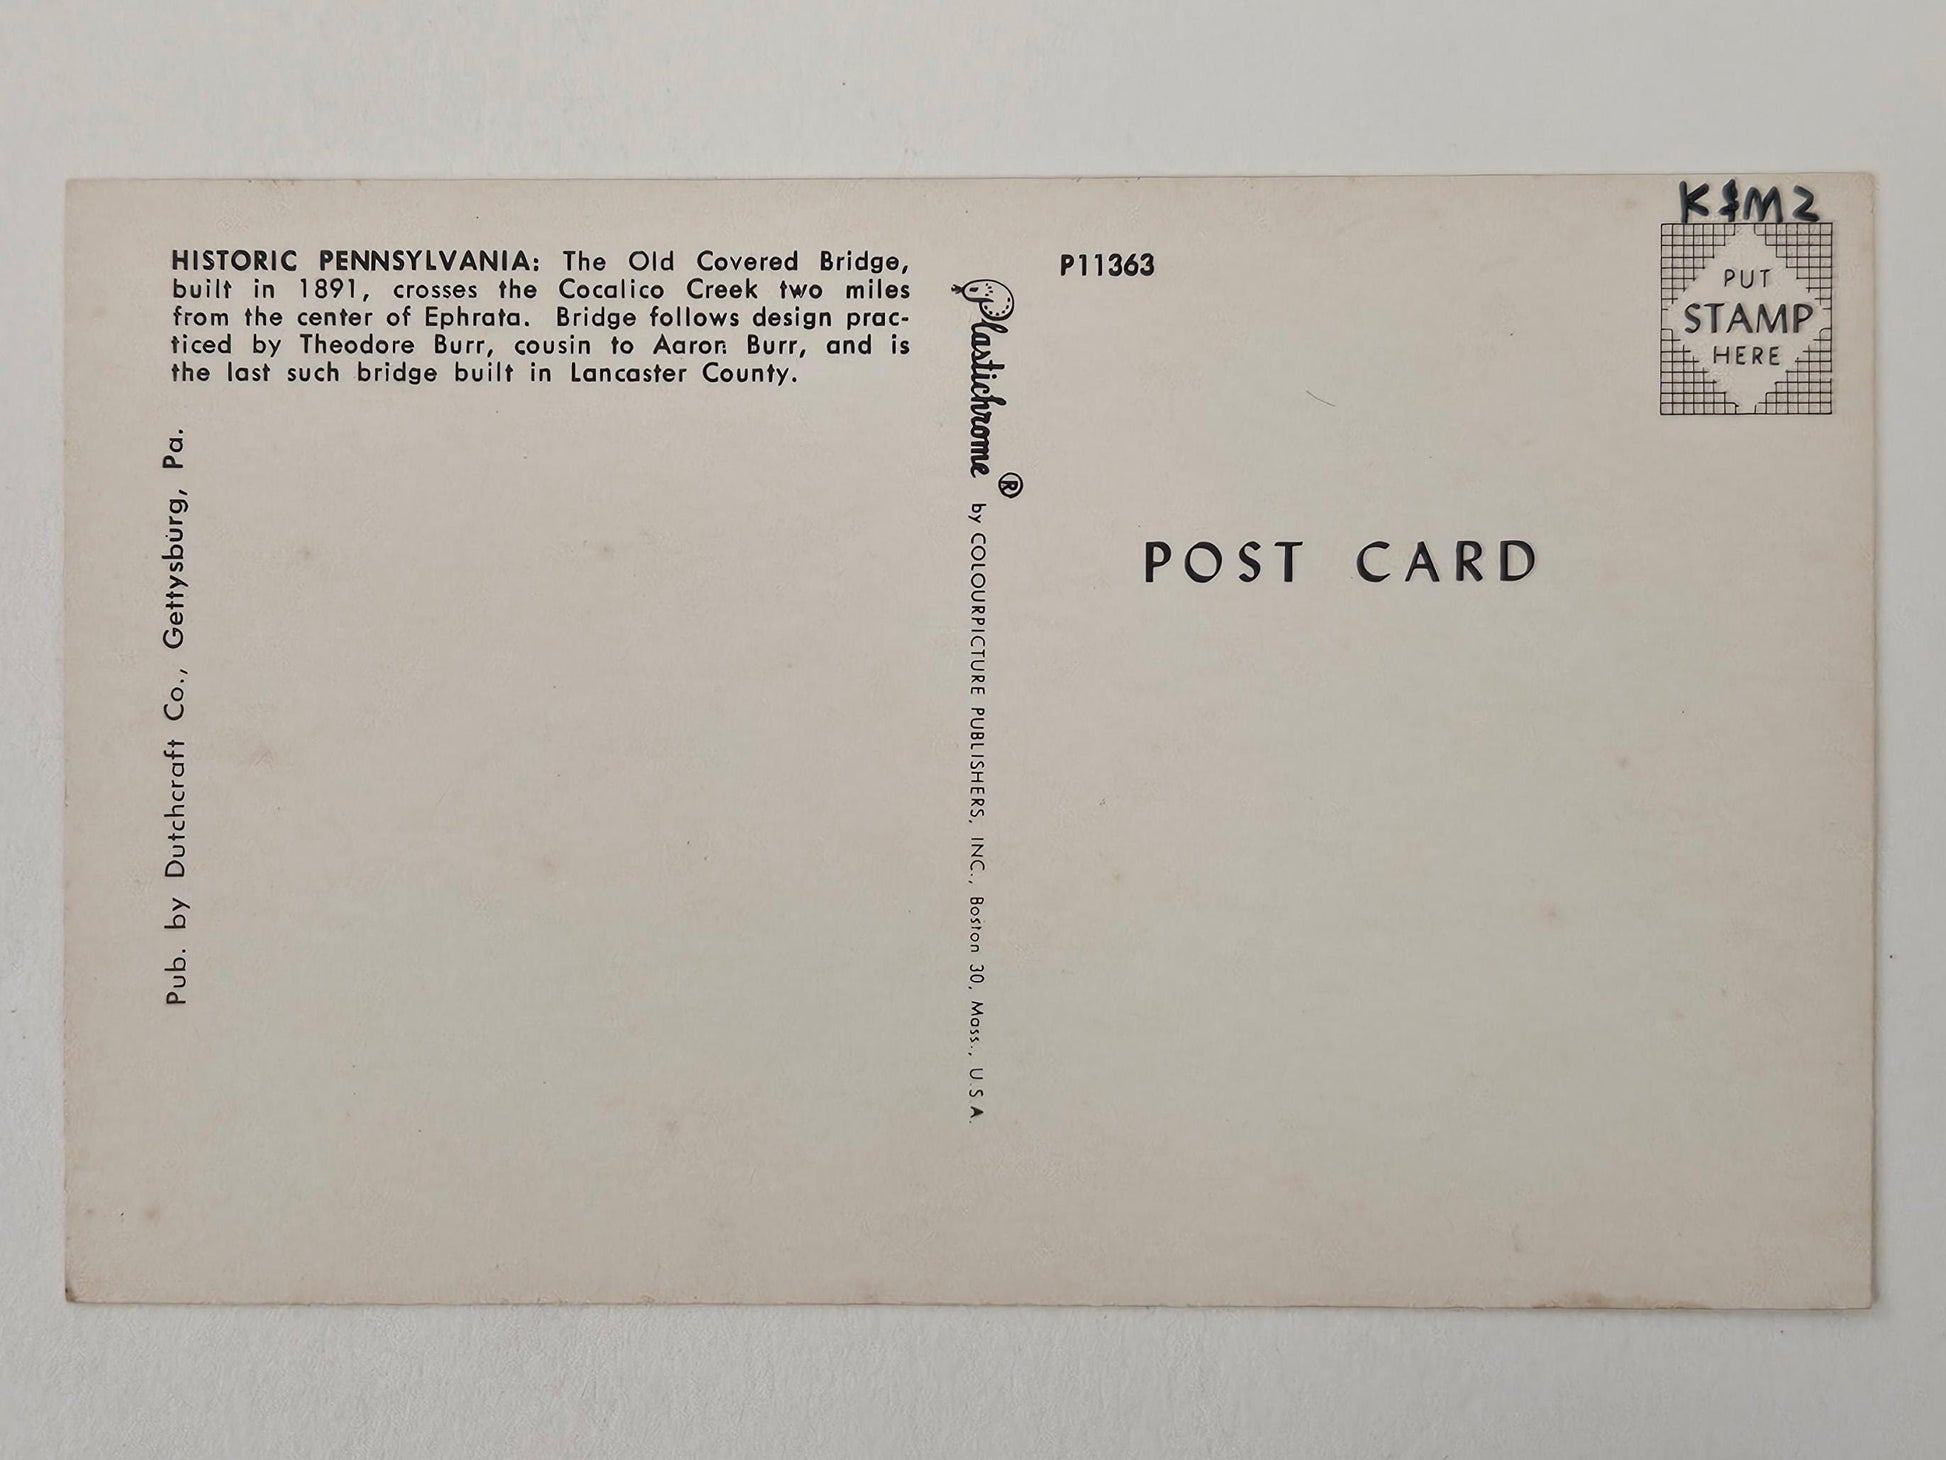 HISTORIC PENNSYLVANIA: The Old Covered Bridge,
built in 1891, crosses the Cocalico Creek two miles
from the center of Ephrata. Bridge follows design prac-
ticed by Theodore Burr, cousin to Aaron Burr, and is
the last such bridge built in Lancaster County.
Pub. by Dutchcraft Co., Gettysburg, Pa.
Plastichrome ® by COLOURPICTURE PUBLISHERS, INC., Boston 30, Mass., U.S.A.
P11363
POST CARD
K&M2
PUT
STAMP
HERE